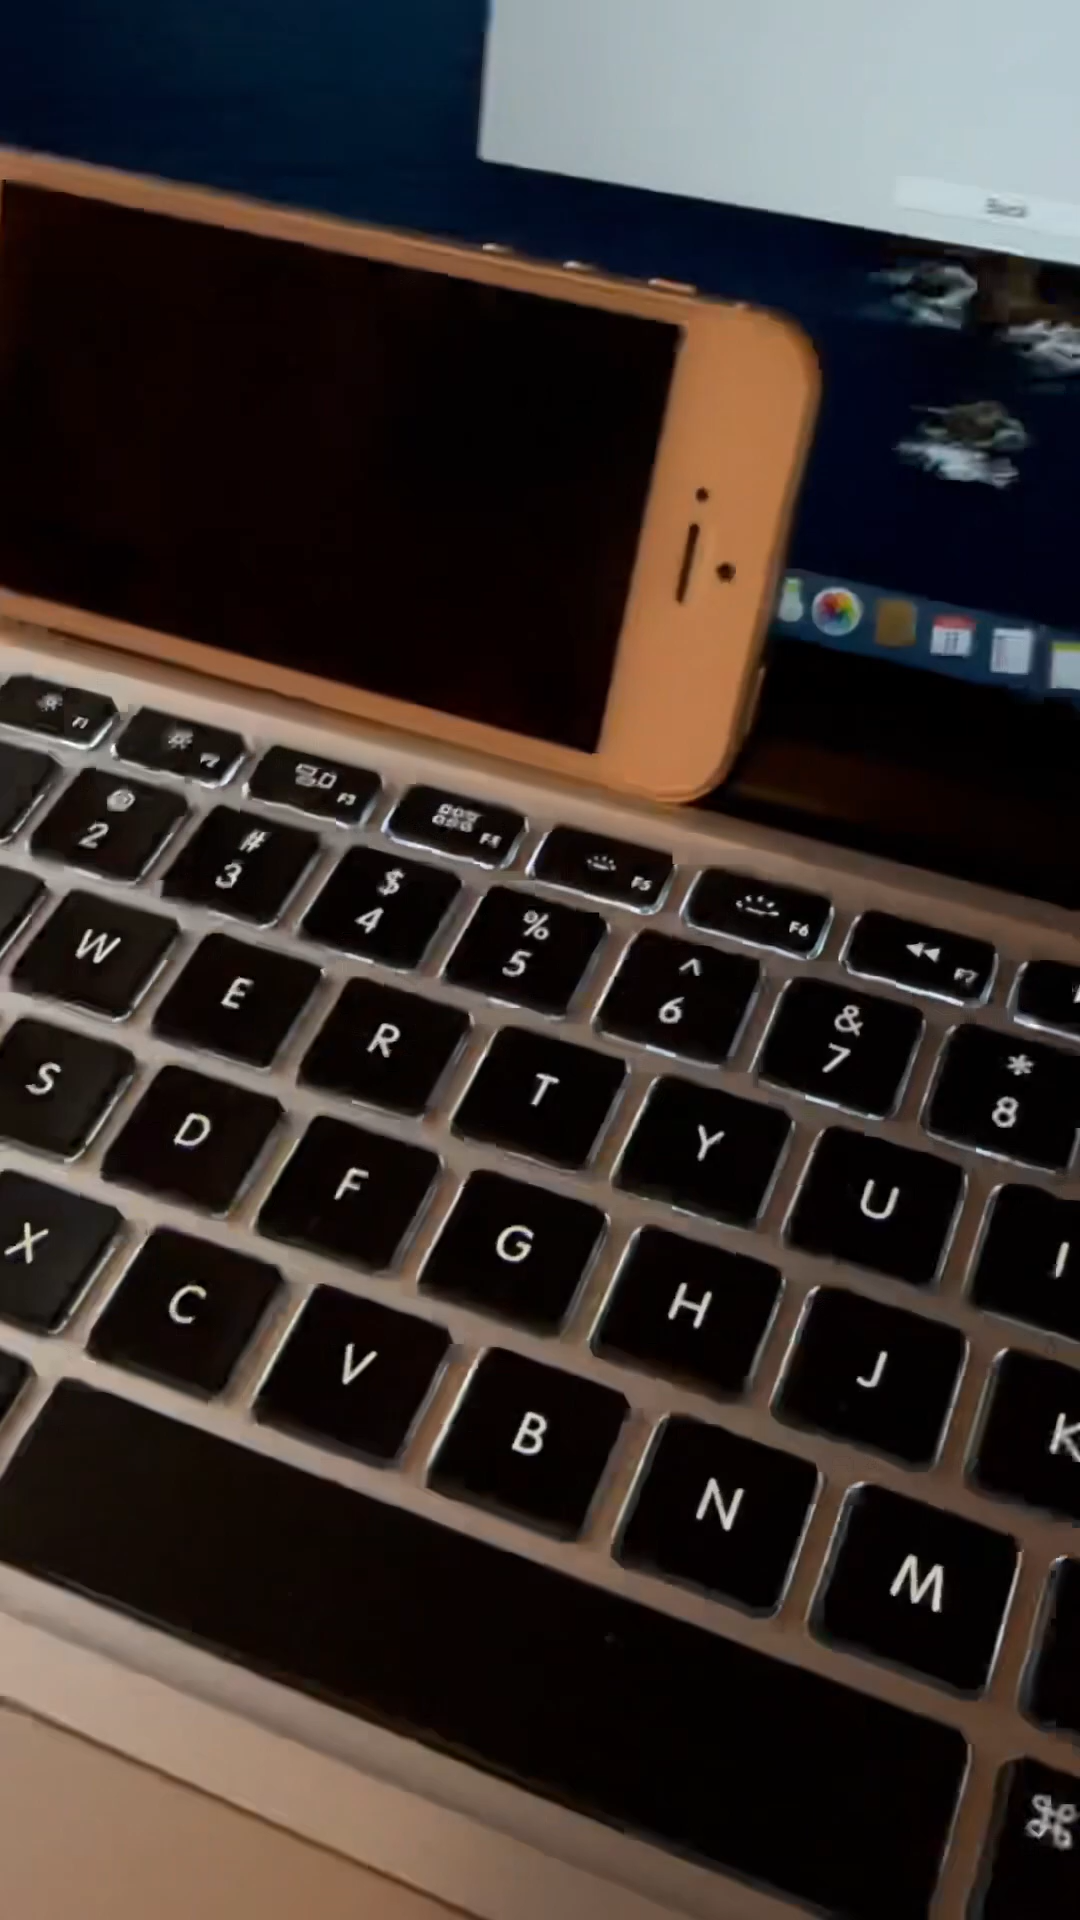 F1 F2 F3 F4 F5 F6 F7
@ # $ % ^ & *
2 3 4 5 6 7 8
W E R T Y U I
S D F G H J K
X C V B N M
⌘